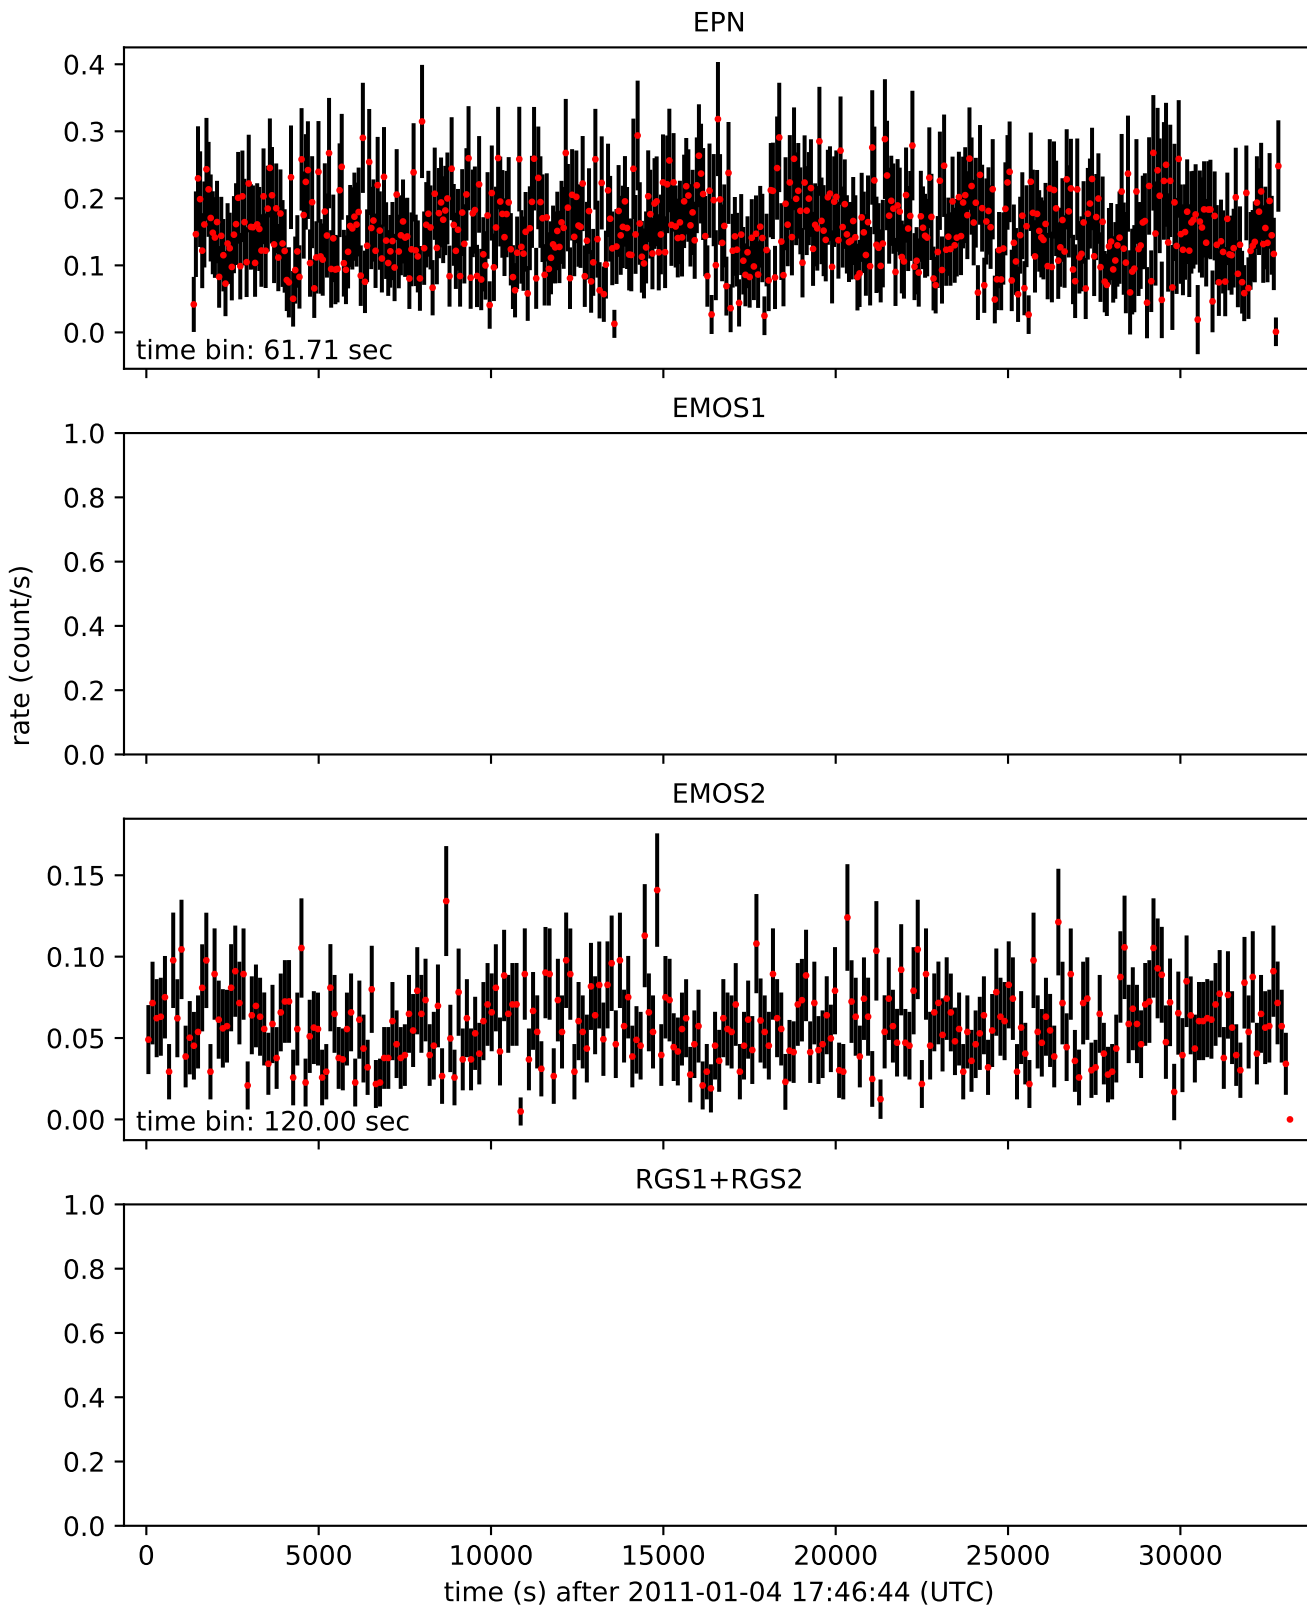 EPN
0.4
0.3
0.2
0.1
0.0
time bin: 61.71 sec
EMOS1
1.0
0.8
0.6
0.4
0.2
0.0
rate (count/s)
EMOS2
0.15
0.10
0.05
0.00
time bin: 120.00 sec
RGS1+RGS2
1.0
0.8
0.6
0.4
0.2
0.0
0 5000 10000 15000 20000 25000 30000
time (s) after 2011-01-04 17:46:44 (UTC)